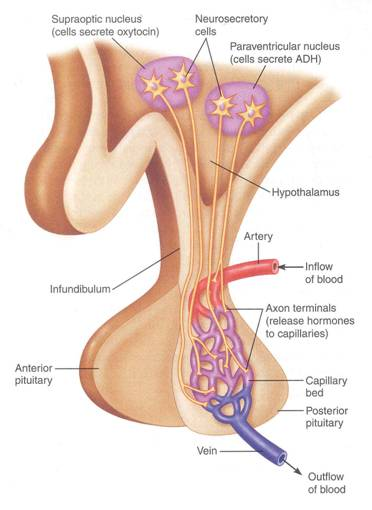 Supraoptic nucleus
(cells secrete oxytocin)
Neurosecretory
cells
Paraventricular nucleus
(cells secrete ADH)
Hypothalamus
Artery
Inflow
of blood
Infundibulum
Axon terminals
(release hormones
to capillaries)
Anterior
pituitary
Capillary
bed
Posterior
pituitary
Vein
Outflow
of blood